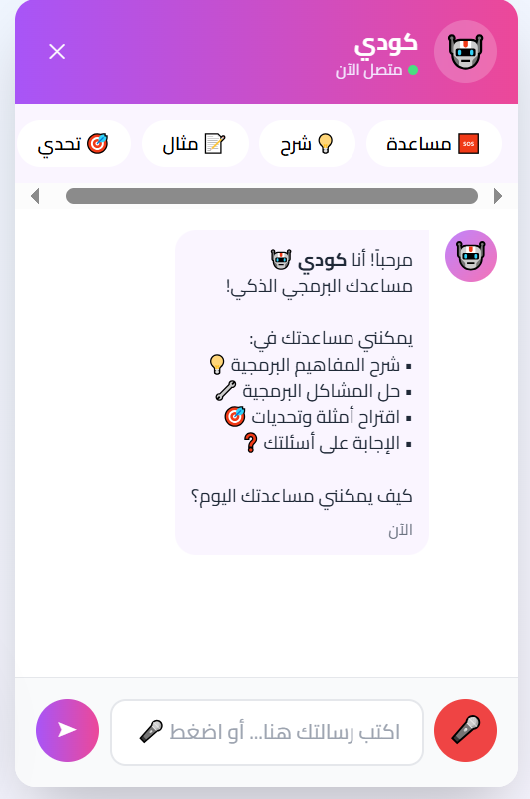 كودي
متصل الآن
🆘 مساعدة
💡 شرح
📝 مثال
🎯 تحدي
مرحباً! أنا كودي 🤖
مساعدك البرمجي الذكي!
يمكنني مساعدتك في:
▪ شرح المفاهيم البرمجية 💡
▪ حل المشاكل البرمجية 🔧
▪ اقتراح أمثلة وتحديات 🎯
▪ الإجابة على أسئلتك ❓
كيف يمكنني مساعدتك اليوم؟
الآن
اكتب رسالتك هنا... أو اضغط 🎤